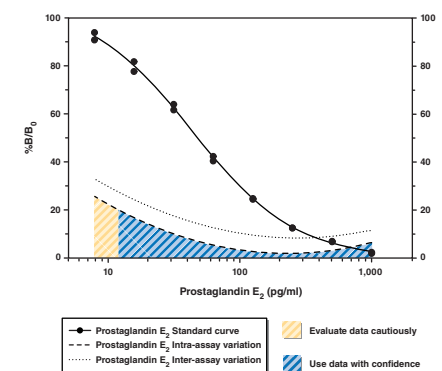 100 100
80 80
60 60
40 40
20 20
0 0
%B/B₀
10 100 1,000
Prostaglandin E₂ (pg/ml)
Prostaglandin E₂ Standard curve
Prostaglandin E₂ Intra-assay variation
Prostaglandin E₂ Inter-assay variation
Evaluate data cautiously
Use data with confidence